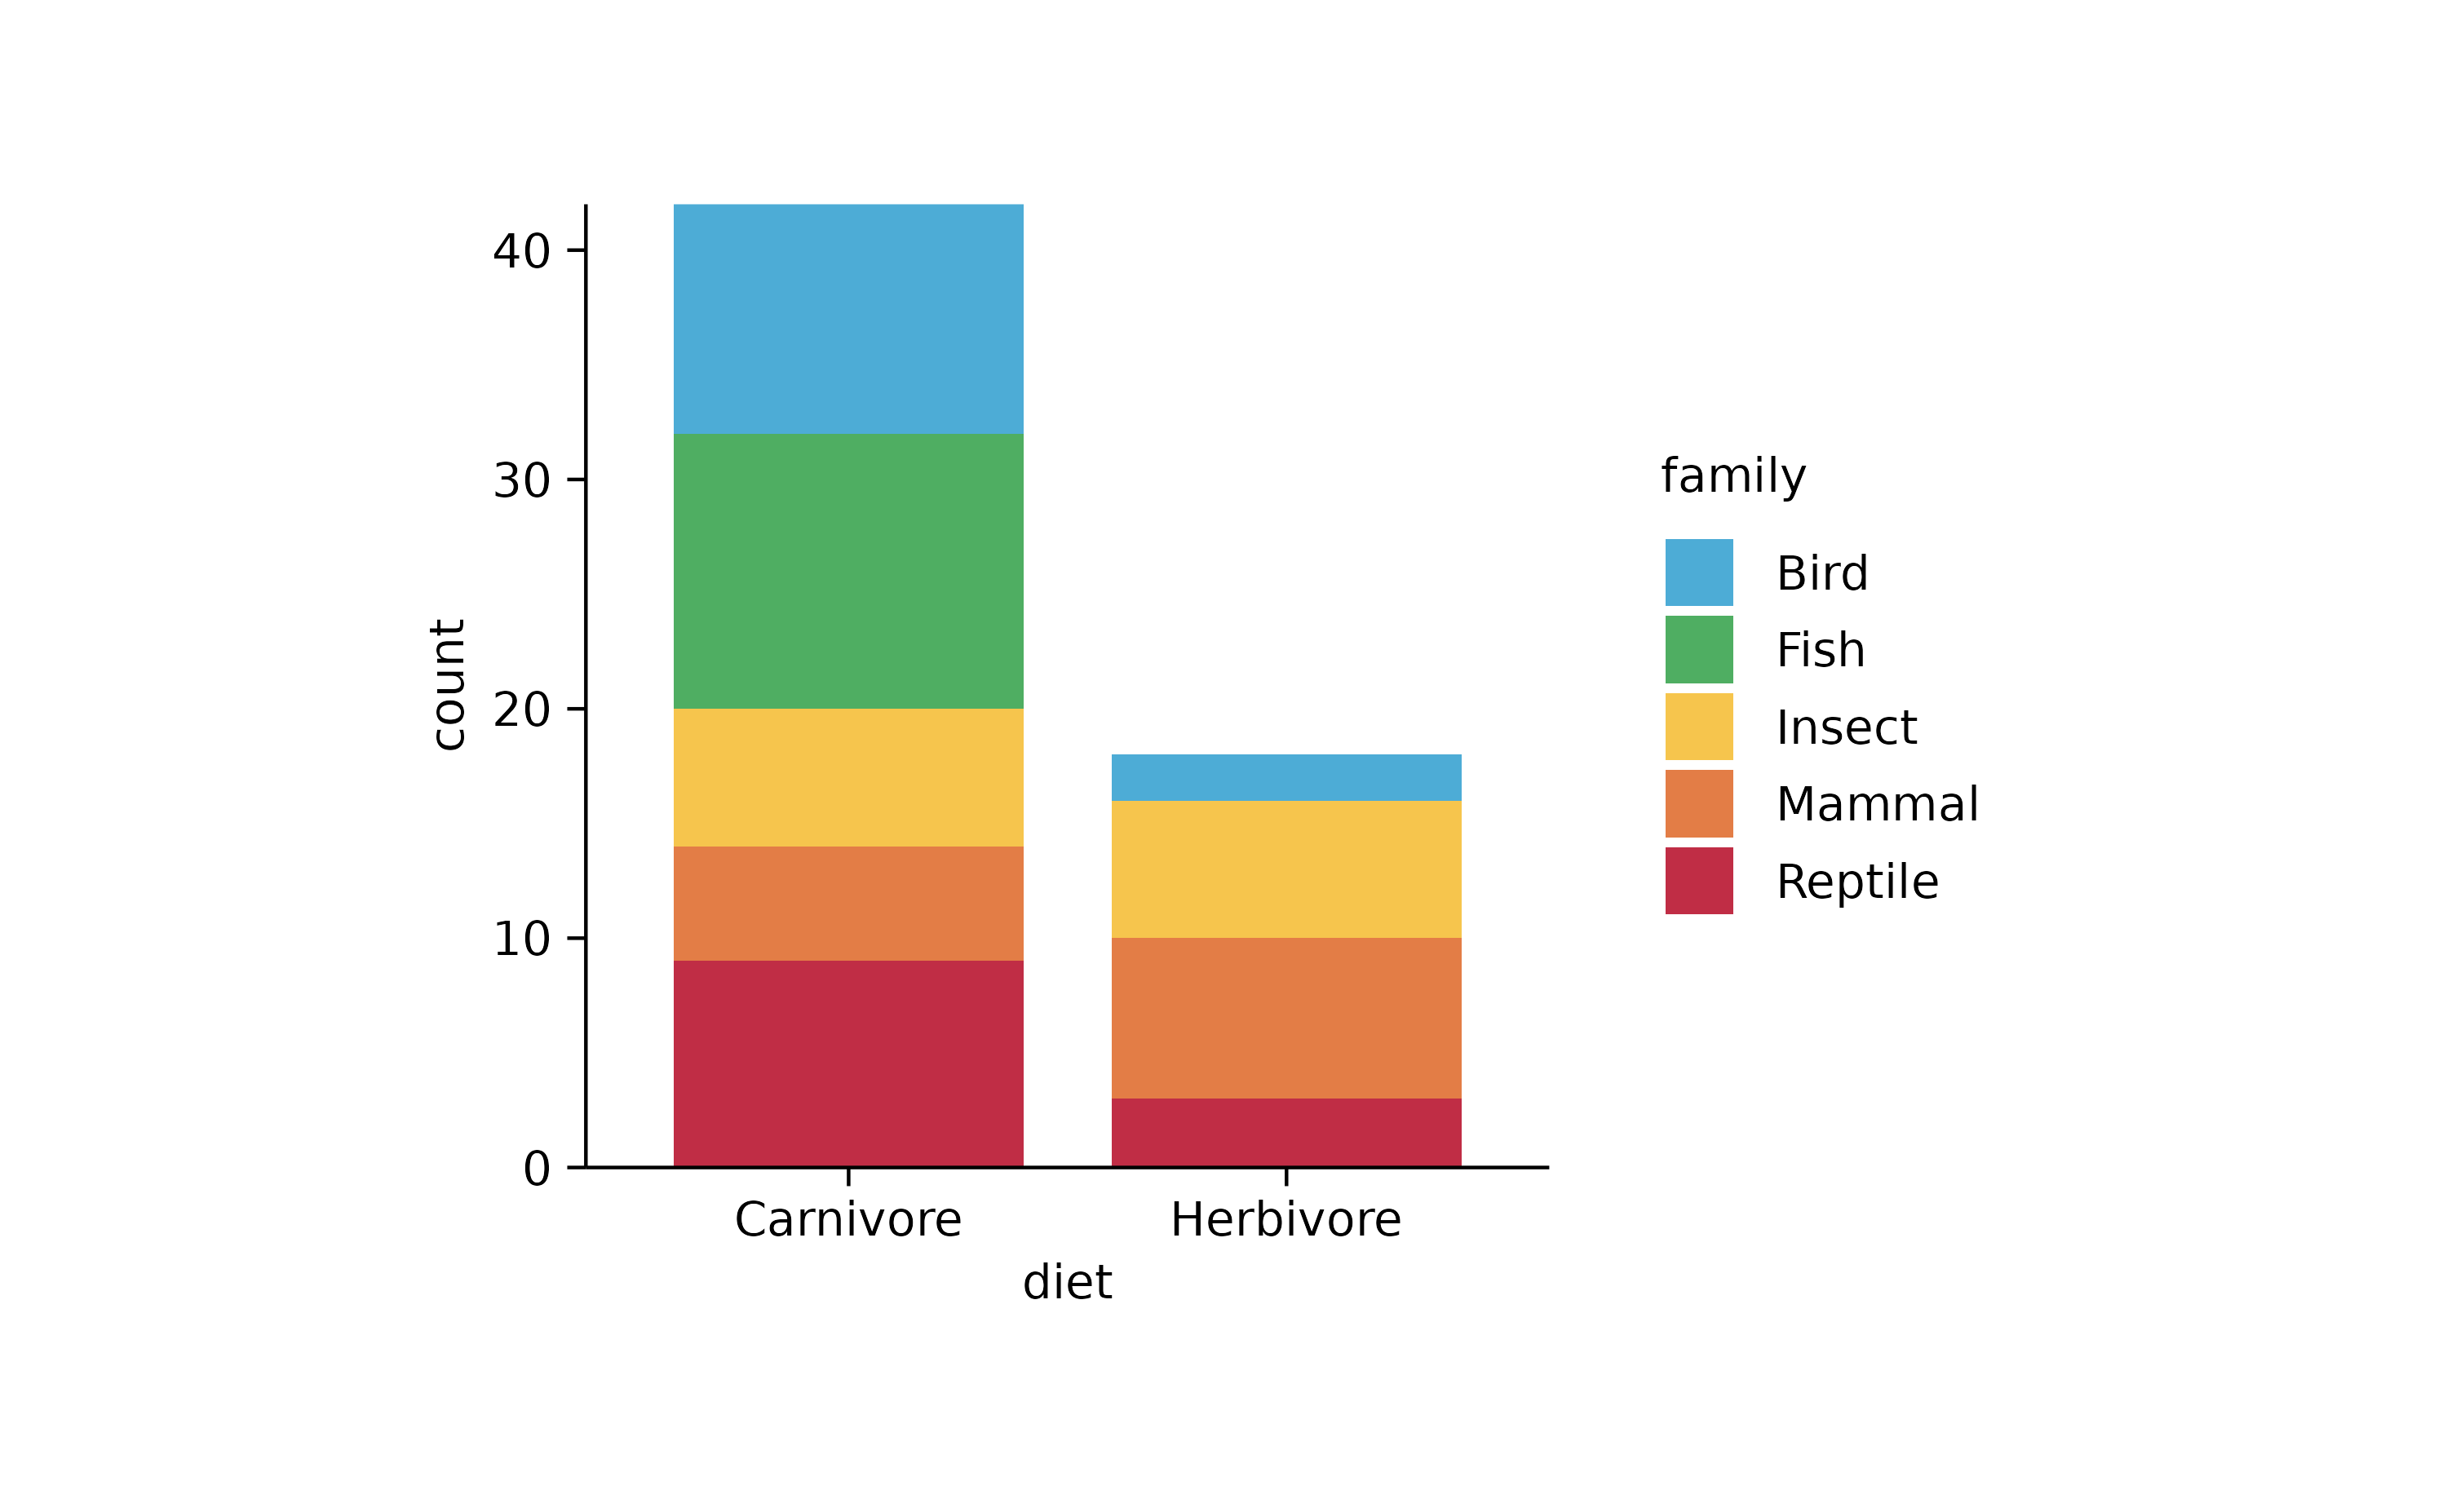 count
40
30
20
10
0
Carnivore
Herbivore
diet
family
Bird
Fish
Insect
Mammal
Reptile